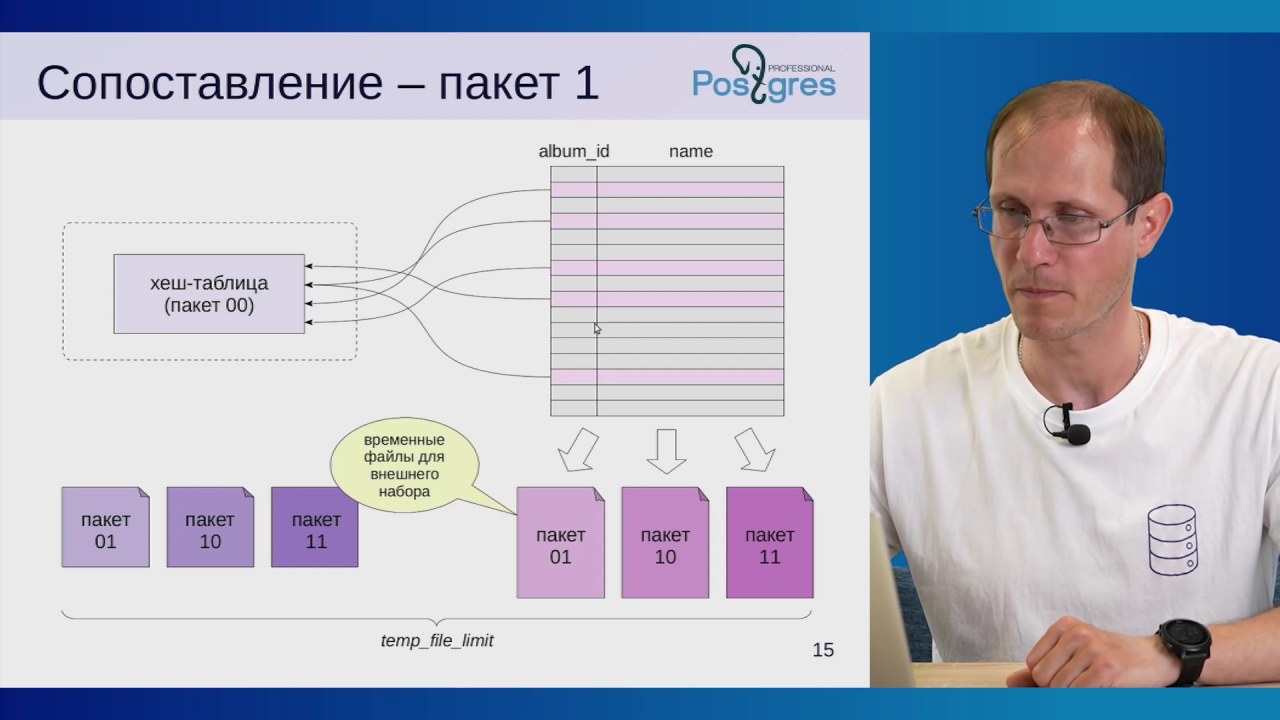 Сопоставление – пакет 1
PROFESSIONAL
Postgres
album_id name
хеш-таблица
(пакет 00)
временные
файлы для
внешнего
набора
пакет
01
пакет
10
пакет
11
пакет
01
пакет
10
пакет
11
temp_file_limit
15